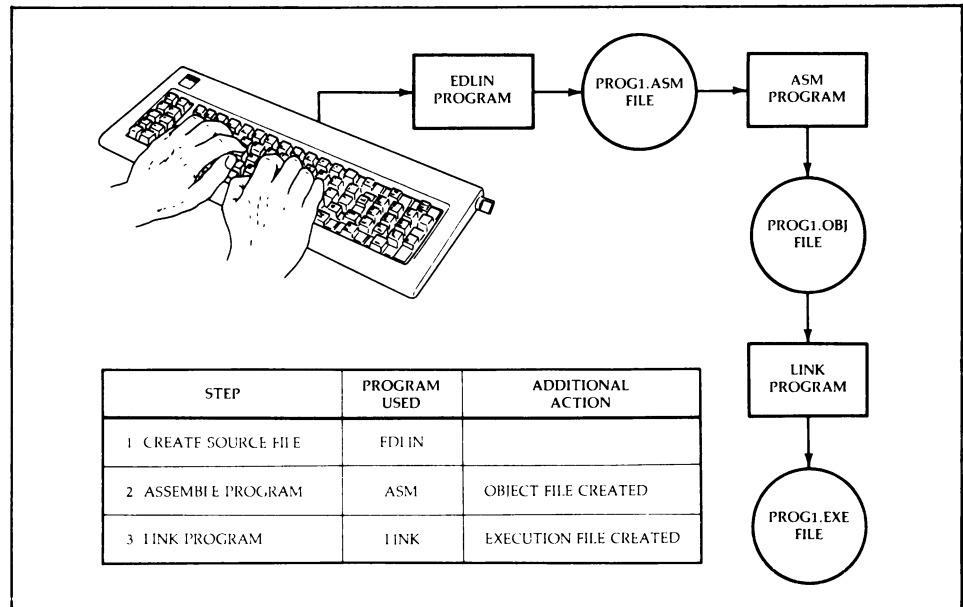 EDLIN
PROGRAM
PROG1.ASM
FILE
ASM
PROGRAM
PROG1.OBJ
FILE
LINK
PROGRAM
PROG1.EXE
FILE
STEP
PROGRAM
USED
ADDITIONAL
ACTION
1 CREATE SOURCE FILE EDLIN
2 ASSEMBLE PROGRAM ASM OBJECT FILE CREATED
3 LINK PROGRAM LINK EXECUTION FILE CREATED